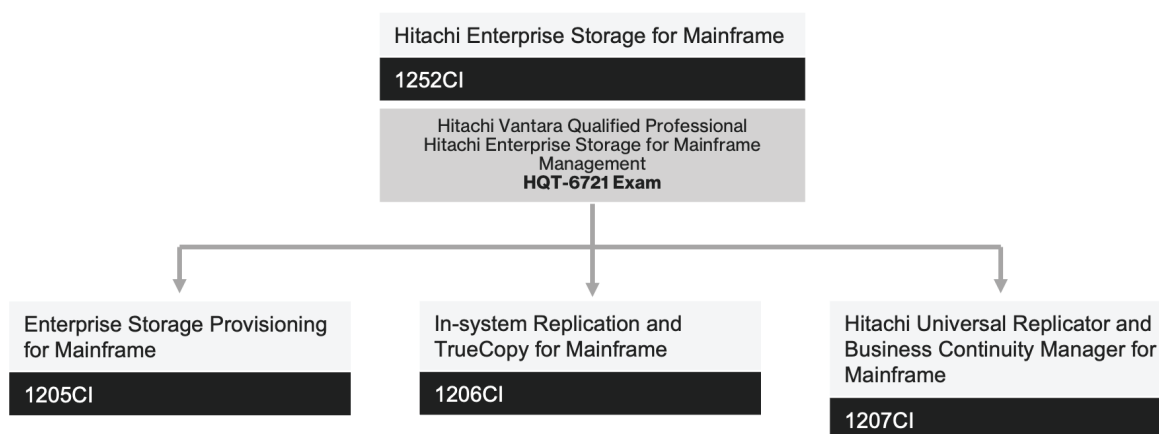 Hitachi Enterprise Storage for Mainframe
1252CI
Hitachi Vantara Qualified Professional
Hitachi Enterprise Storage for Mainframe
Management
HQT-6721 Exam
Enterprise Storage Provisioning
for Mainframe
1205CI
In-system Replication and
TrueCopy for Mainframe
1206CI
Hitachi Universal Replicator and
Business Continuity Manager for
Mainframe
1207CI